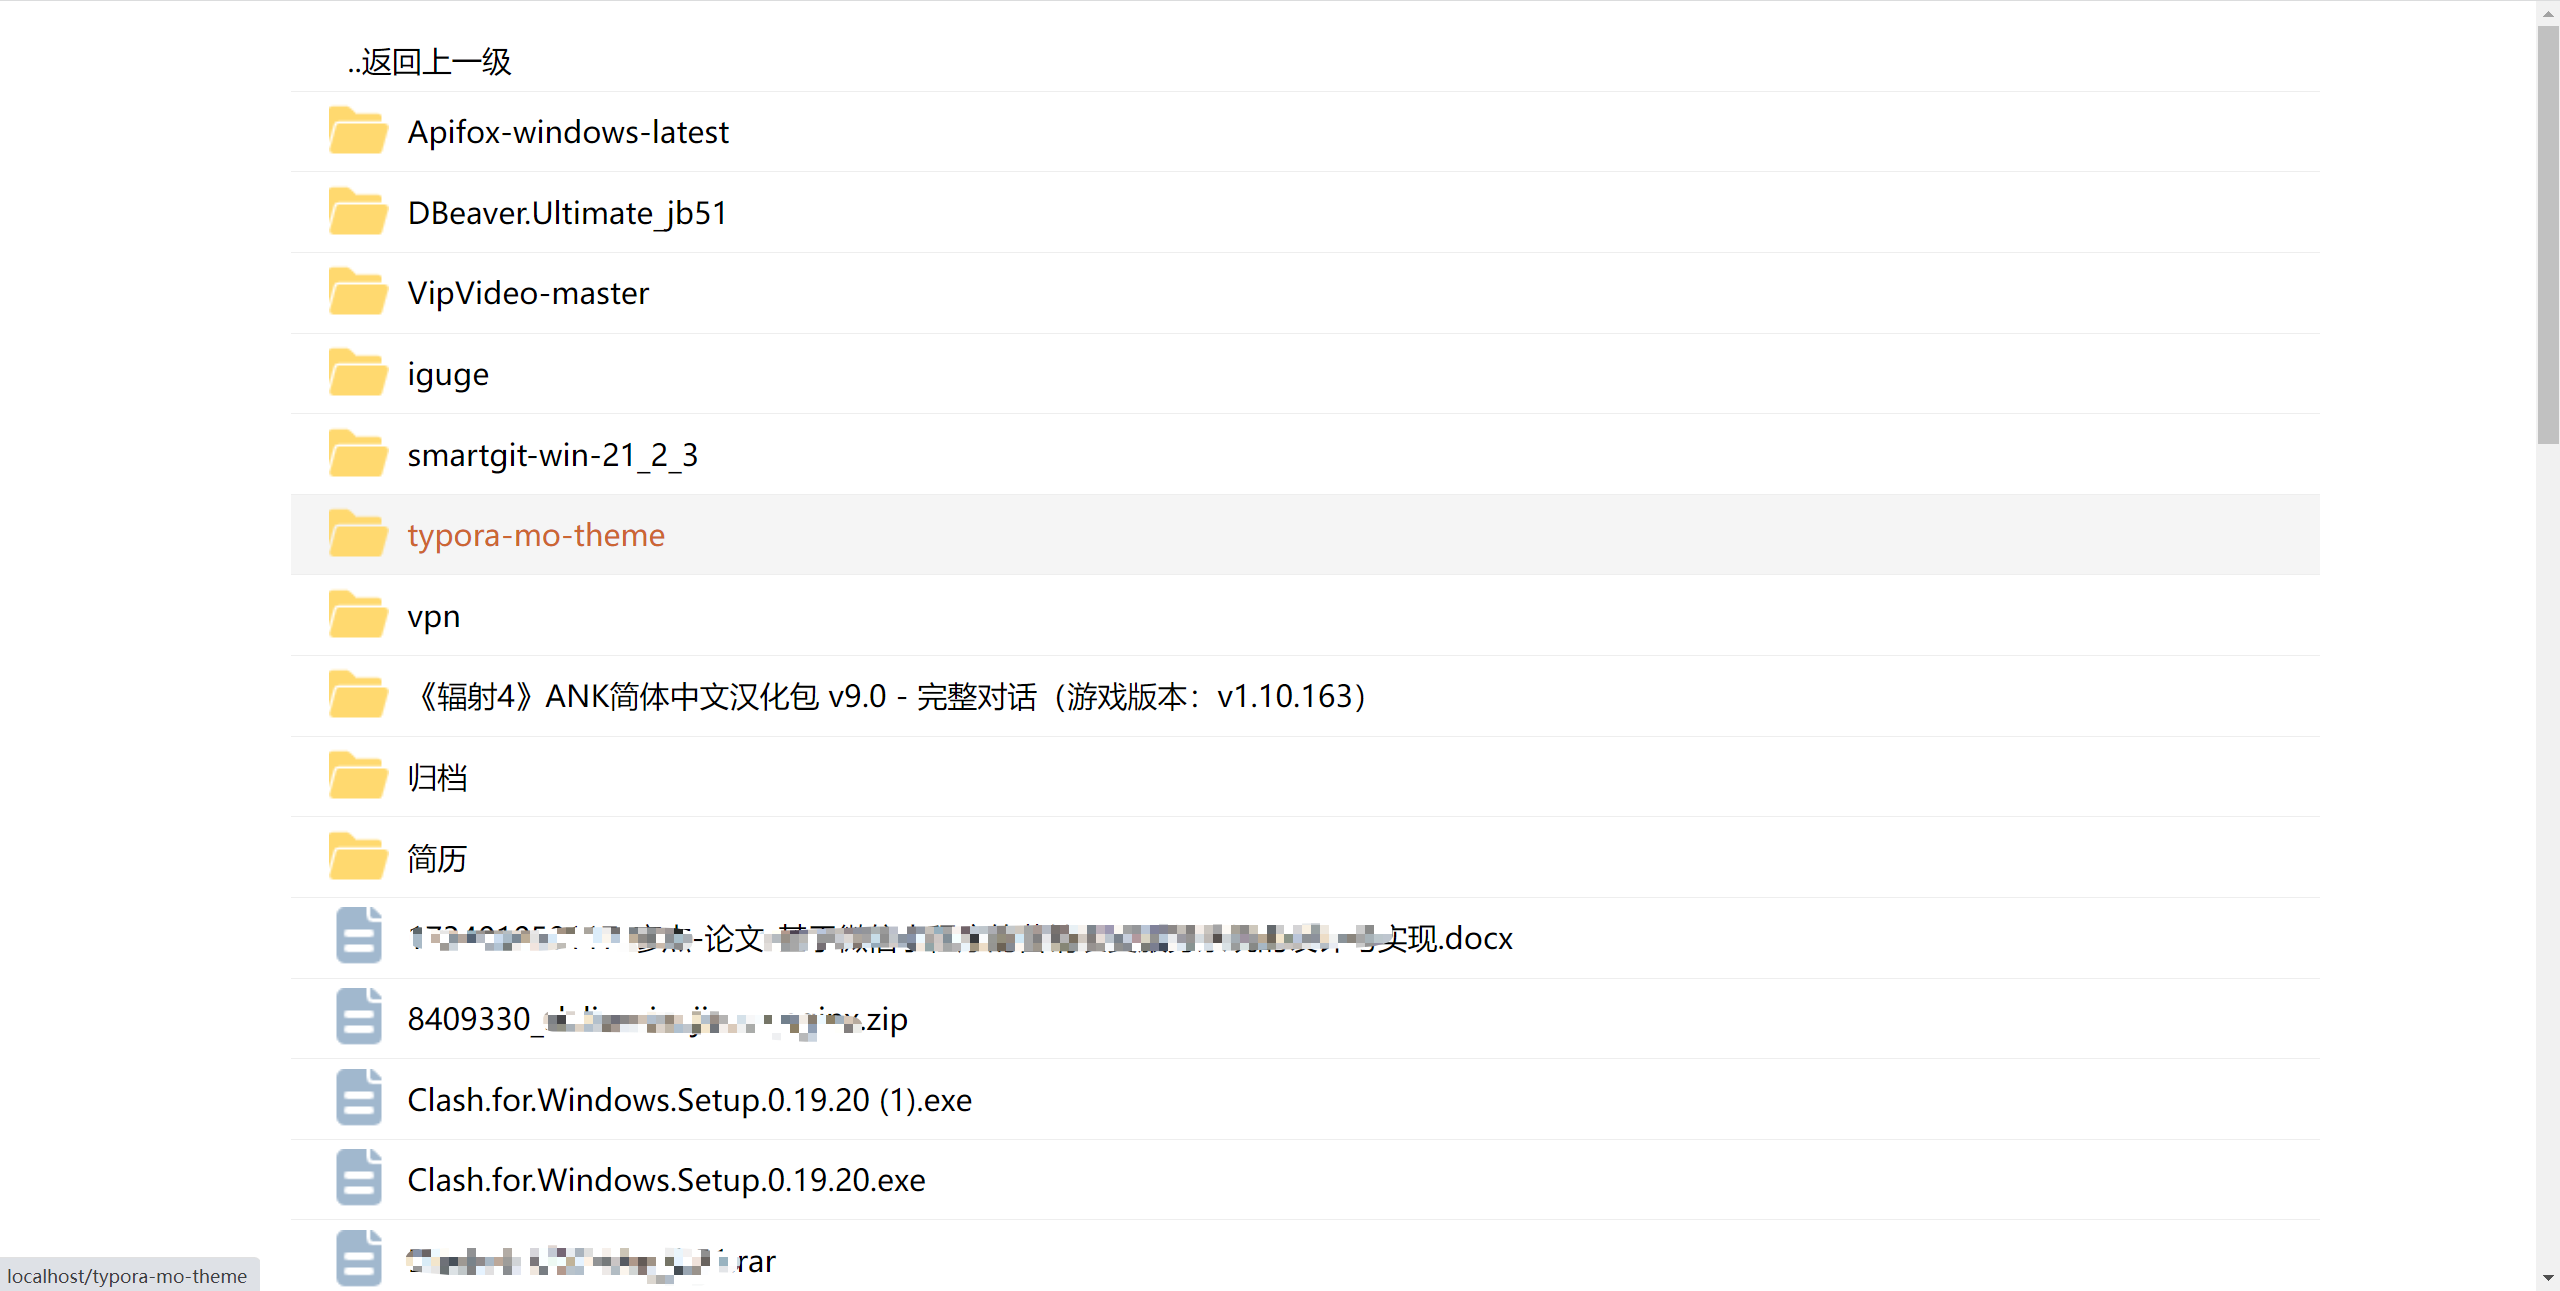 ..返回上一级
Apifox-windows-latest
DBeaver.Ultimate_jb51
VipVideo-master
iguge
smartgit-win-21_2_3
typora-mo-theme
vpn
《辐射4》ANK简体中文汉化包 v9.0 - 完整对话（游戏版本：v1.10.163）
归档
简历
-论文 实现.docx
8409330_ .zip
Clash.for.Windows.Setup.0.19.20 (1).exe
Clash.for.Windows.Setup.0.19.20.exe
rar
localhost/typora-mo-theme